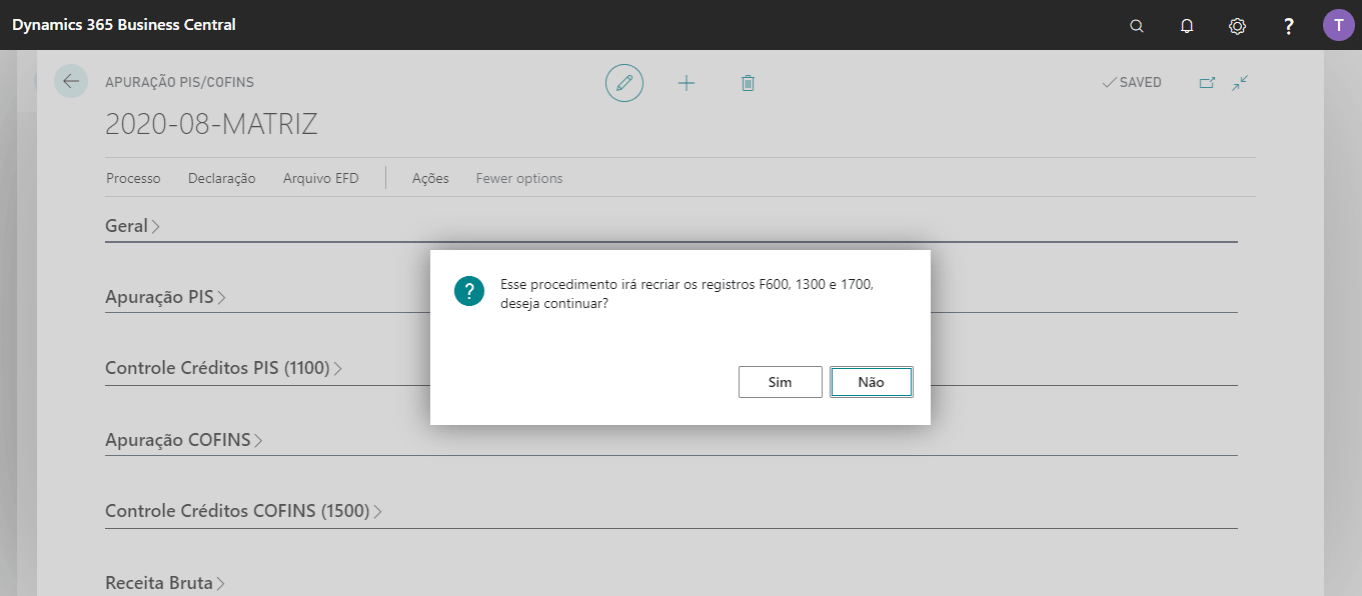 Dynamics 365 Business Central
?
T
APURAÇÃO PIS/COFINS
SAVED
2020-08-MATRIZ
Processo Declaração Arquivo EFD Ações Fewer options
Geral
Esse procedimento irá recriar os registros F600, 1300 e 1700,
deseja continuar?
?
Sim Não
Apuração PIS
Controle Créditos PIS (1100)
Apuração COFINS
Controle Créditos COFINS (1500)
Receita Bruta